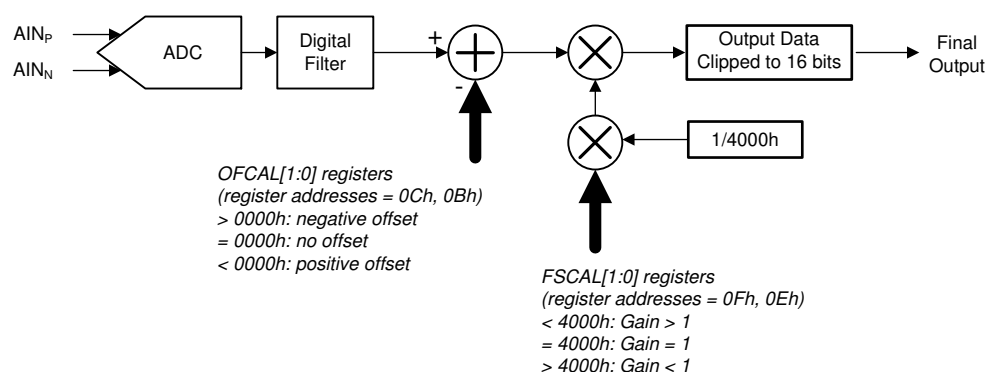 AINP
AINN
ADC
Digital
Filter
+
-
Output Data
Clipped to 16 bits
Final
Output
1/4000h
OFCAL[1:0] registers
(register addresses = 0Ch, 0Bh)
> 0000h: negative offset
= 0000h: no offset
< 0000h: positive offset
FSCAL[1:0] registers
(register addresses = 0Fh, 0Eh)
< 4000h: Gain > 1
= 4000h: Gain = 1
> 4000h: Gain < 1